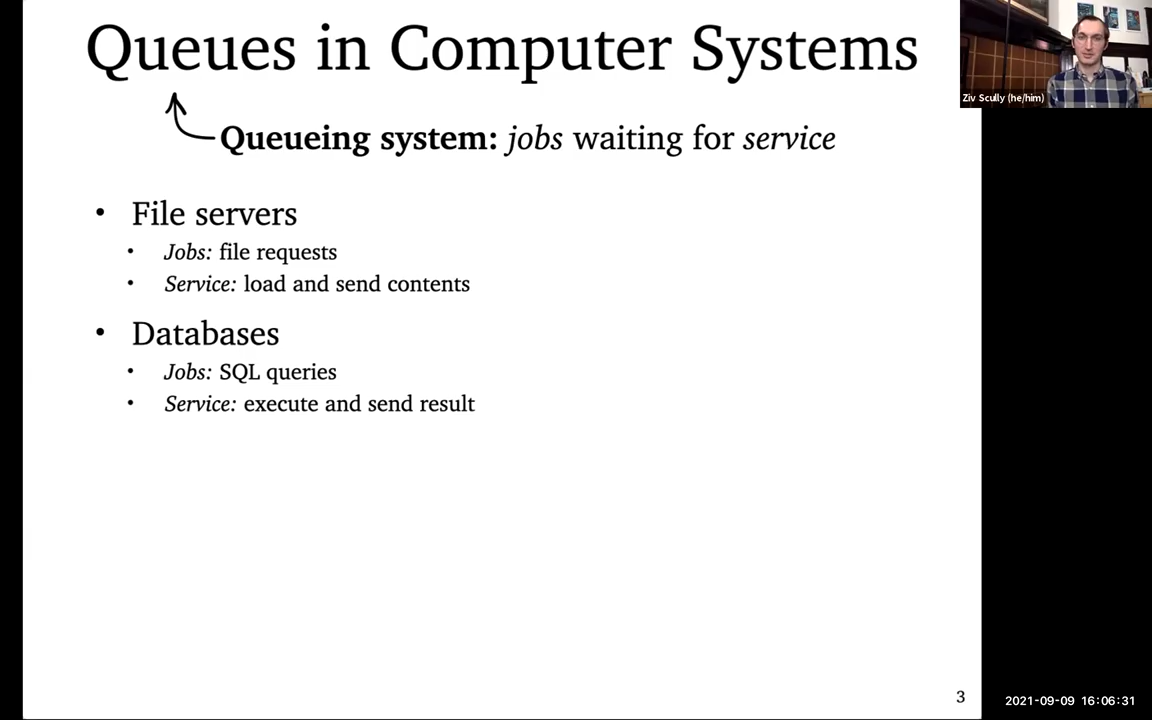 Queues in Computer Systems
Queueing system: jobs waiting for service
• File servers
• Jobs: file requests
• Service: load and send contents
• Databases
• Jobs: SQL queries
• Service: execute and send result
3
Ziv Scully (he/him)
2021-09-09 16:06:31